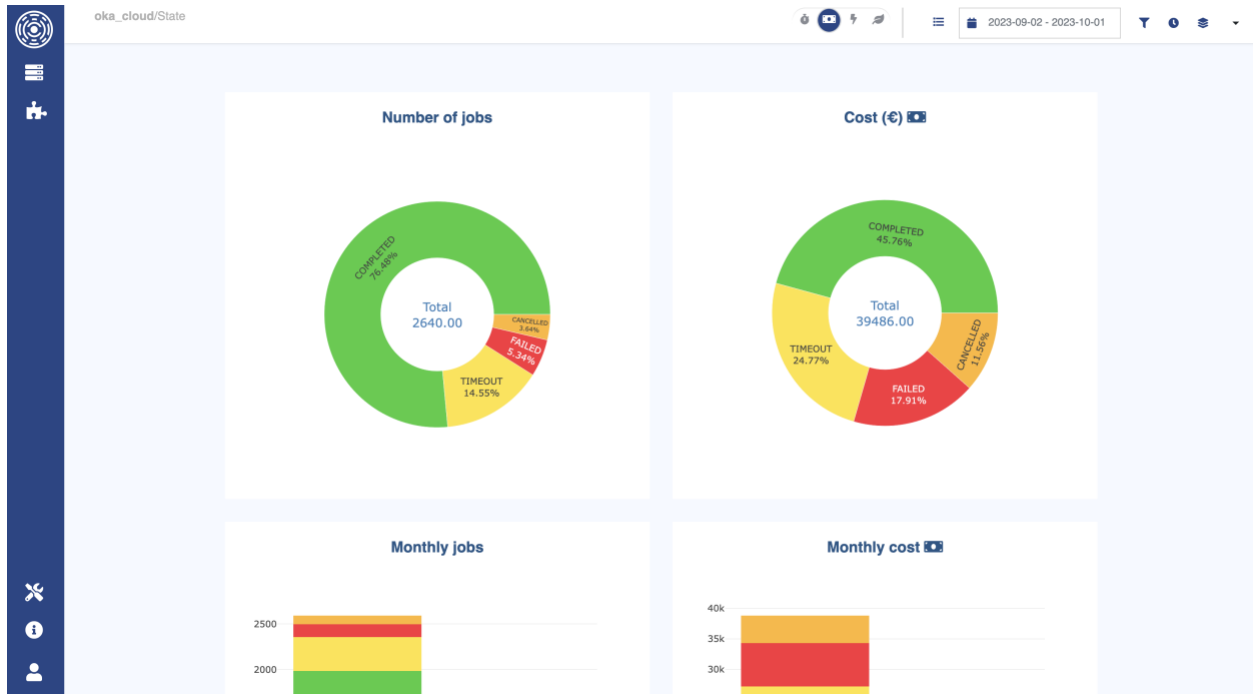 oka_cloud/State
2023-09-02 - 2023-10-01
Number of jobs
COMPLETED
76.48%
Total
2640.00
CANCELLED
3.64%
FAILED
5.34%
TIMEOUT
14.55%
Cost (€)
COMPLETED
45.76%
Total
39486.00
TIMEOUT
24.77%
CANCELLED
11.56%
FAILED
17.91%
Monthly jobs
2500
2000
Monthly cost
40k
35k
30k